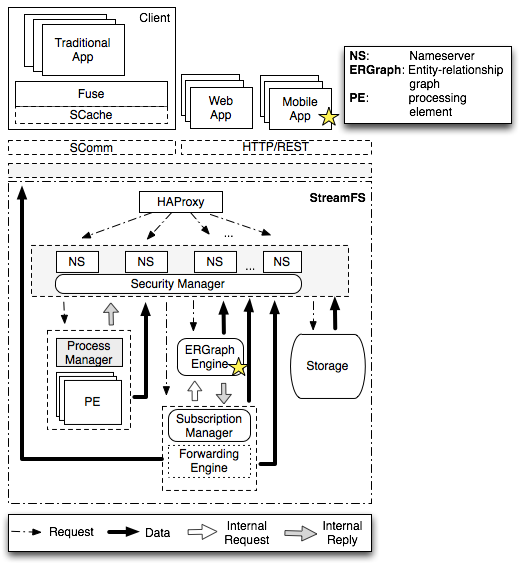 Client
Traditional
App
Fuse
SCache
Web
App
Mobile
App
NS: Nameserver
ERGraph: Entity-relationship
graph
PE: processing
element
SComm
HTTP/REST
StreamFS
HAProxy
...
NS
NS
NS
...
NS
Security Manager
Process
Manager
PE
ERGraph
Engine
Storage
Subscription
Manager
Forwarding
Engine
Request
Data
Internal
Request
Internal
Reply